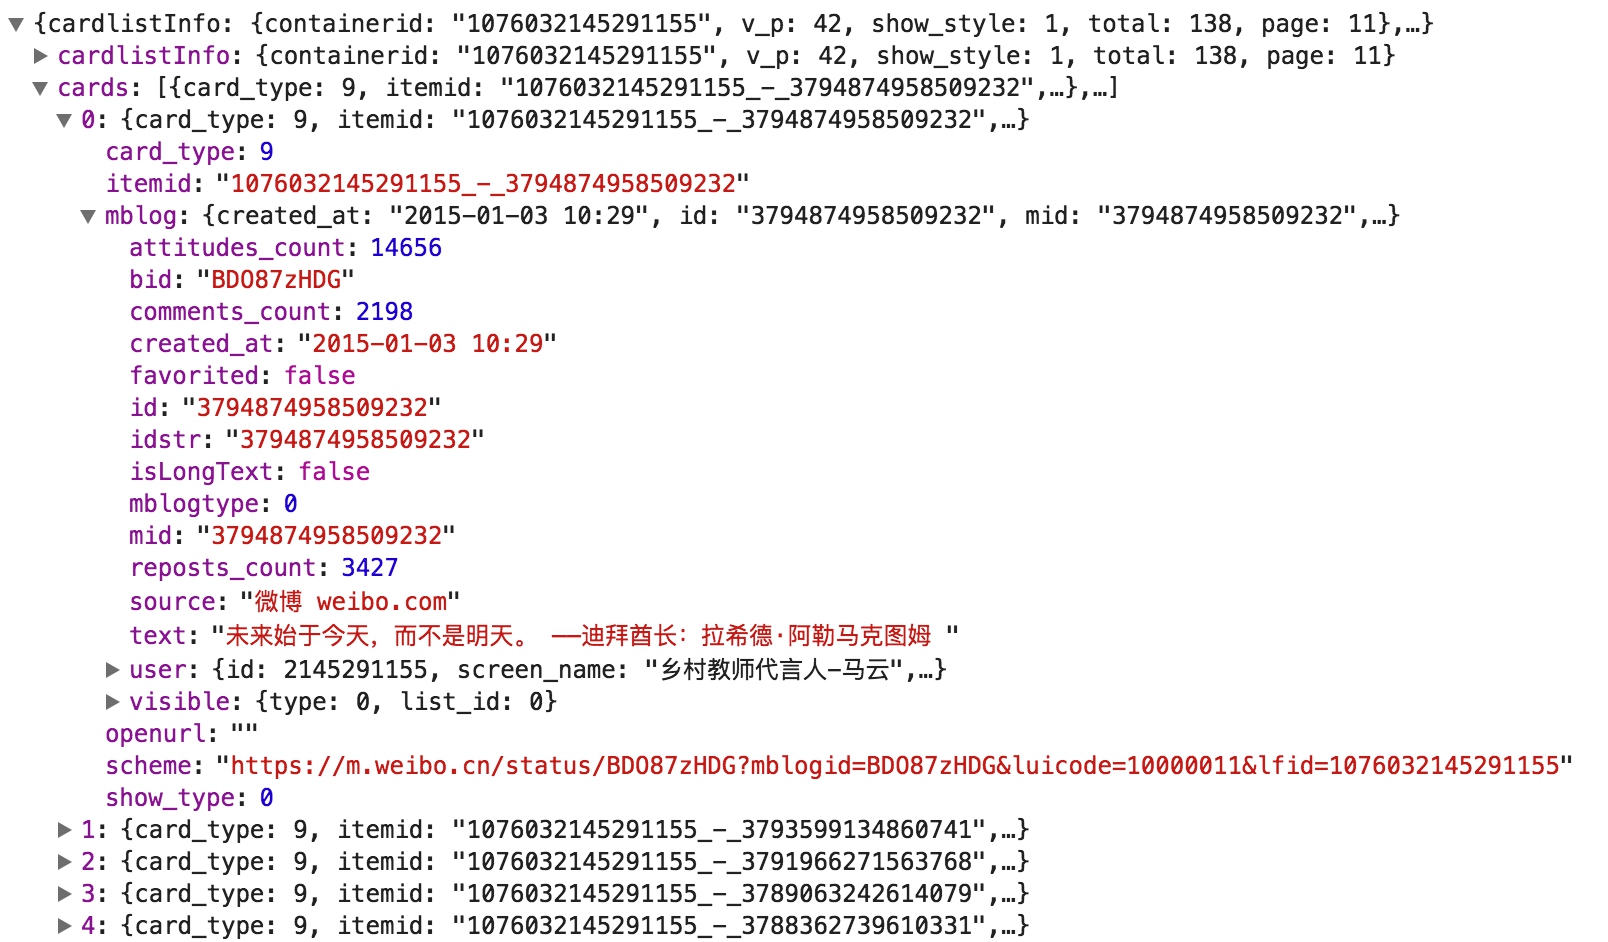 ▼ {cardlistInfo: {containerid: "1076032145291155", v_p: 42, show_style: 1, total: 138, page: 11},…}
▶ cardlistInfo: {containerid: "1076032145291155", v_p: 42, show_style: 1, total: 138, page: 11}
▼ cards: [{card_type: 9, itemid: "1076032145291155_-_3794874958509232",…},…]
▼ 0: {card_type: 9, itemid: "1076032145291155_-_3794874958509232",…}
card_type: 9
itemid: "1076032145291155_-_3794874958509232"
▼ mblog: {created_at: "2015-01-03 10:29", id: "3794874958509232", mid: "3794874958509232",…}
attitudes_count: 14656
bid: "BDO87zHDG"
comments_count: 2198
created_at: "2015-01-03 10:29"
favorited: false
id: "3794874958509232"
idstr: "3794874958509232"
isLongText: false
mblogtype: 0
mid: "3794874958509232"
reposts_count: 3427
source: "微博 weibo.com"
text: "未来始于今天，而不是明天。 ——迪拜酋长：拉希德·阿勒马克图姆 "
▶ user: {id: 2145291155, screen_name: "乡村教师代言人-马云",…}
▶ visible: {type: 0, list_id: 0}
openurl: ""
scheme: "https://m.weibo.cn/status/BDO87zHDG?mblogid=BDO87zHDG&luicode=10000011&lfid=1076032145291155"
show_type: 0
▶ 1: {card_type: 9, itemid: "1076032145291155_-_3793599134860741",…}
▶ 2: {card_type: 9, itemid: "1076032145291155_-_3791966271563768",…}
▶ 3: {card_type: 9, itemid: "1076032145291155_-_3789063242614079",…}
▶ 4: {card_type: 9, itemid: "1076032145291155_-_3788362739610331",…}